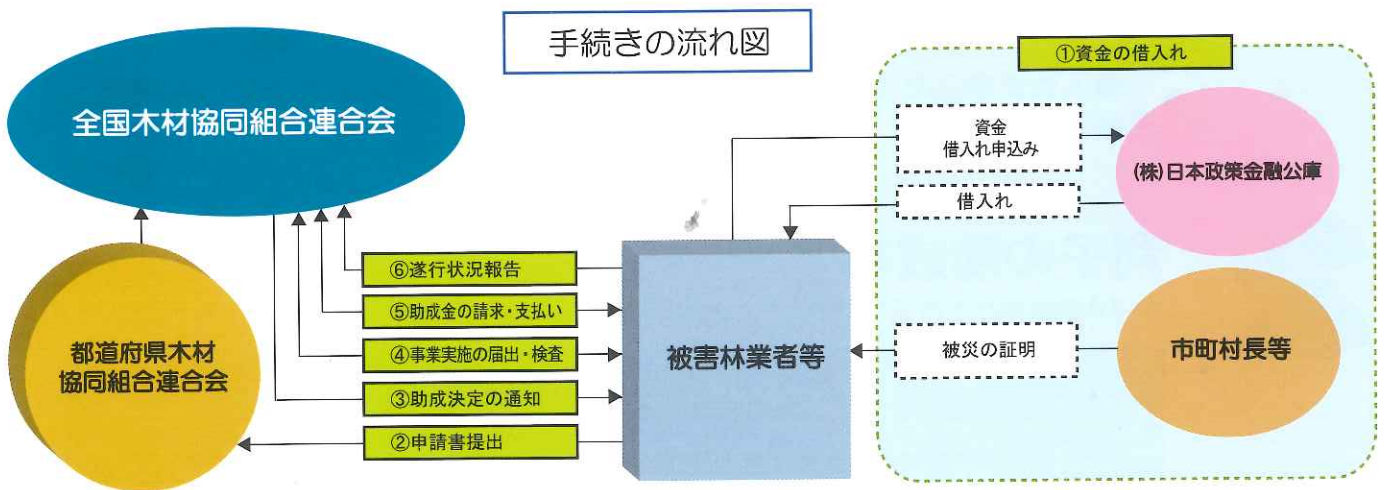 手続きの流れ図
①資金の借入れ
全国木材協同組合連合会
資金
借入れ申込み
(株)日本政策金融公庫
借入れ
⑥遂行状況報告
⑤助成金の請求・支払い
④事業実施の届出・検査
③助成決定の通知
②申請書提出
都道府県木材
協同組合連合会
被害林業者等
被災の証明
市町村長等